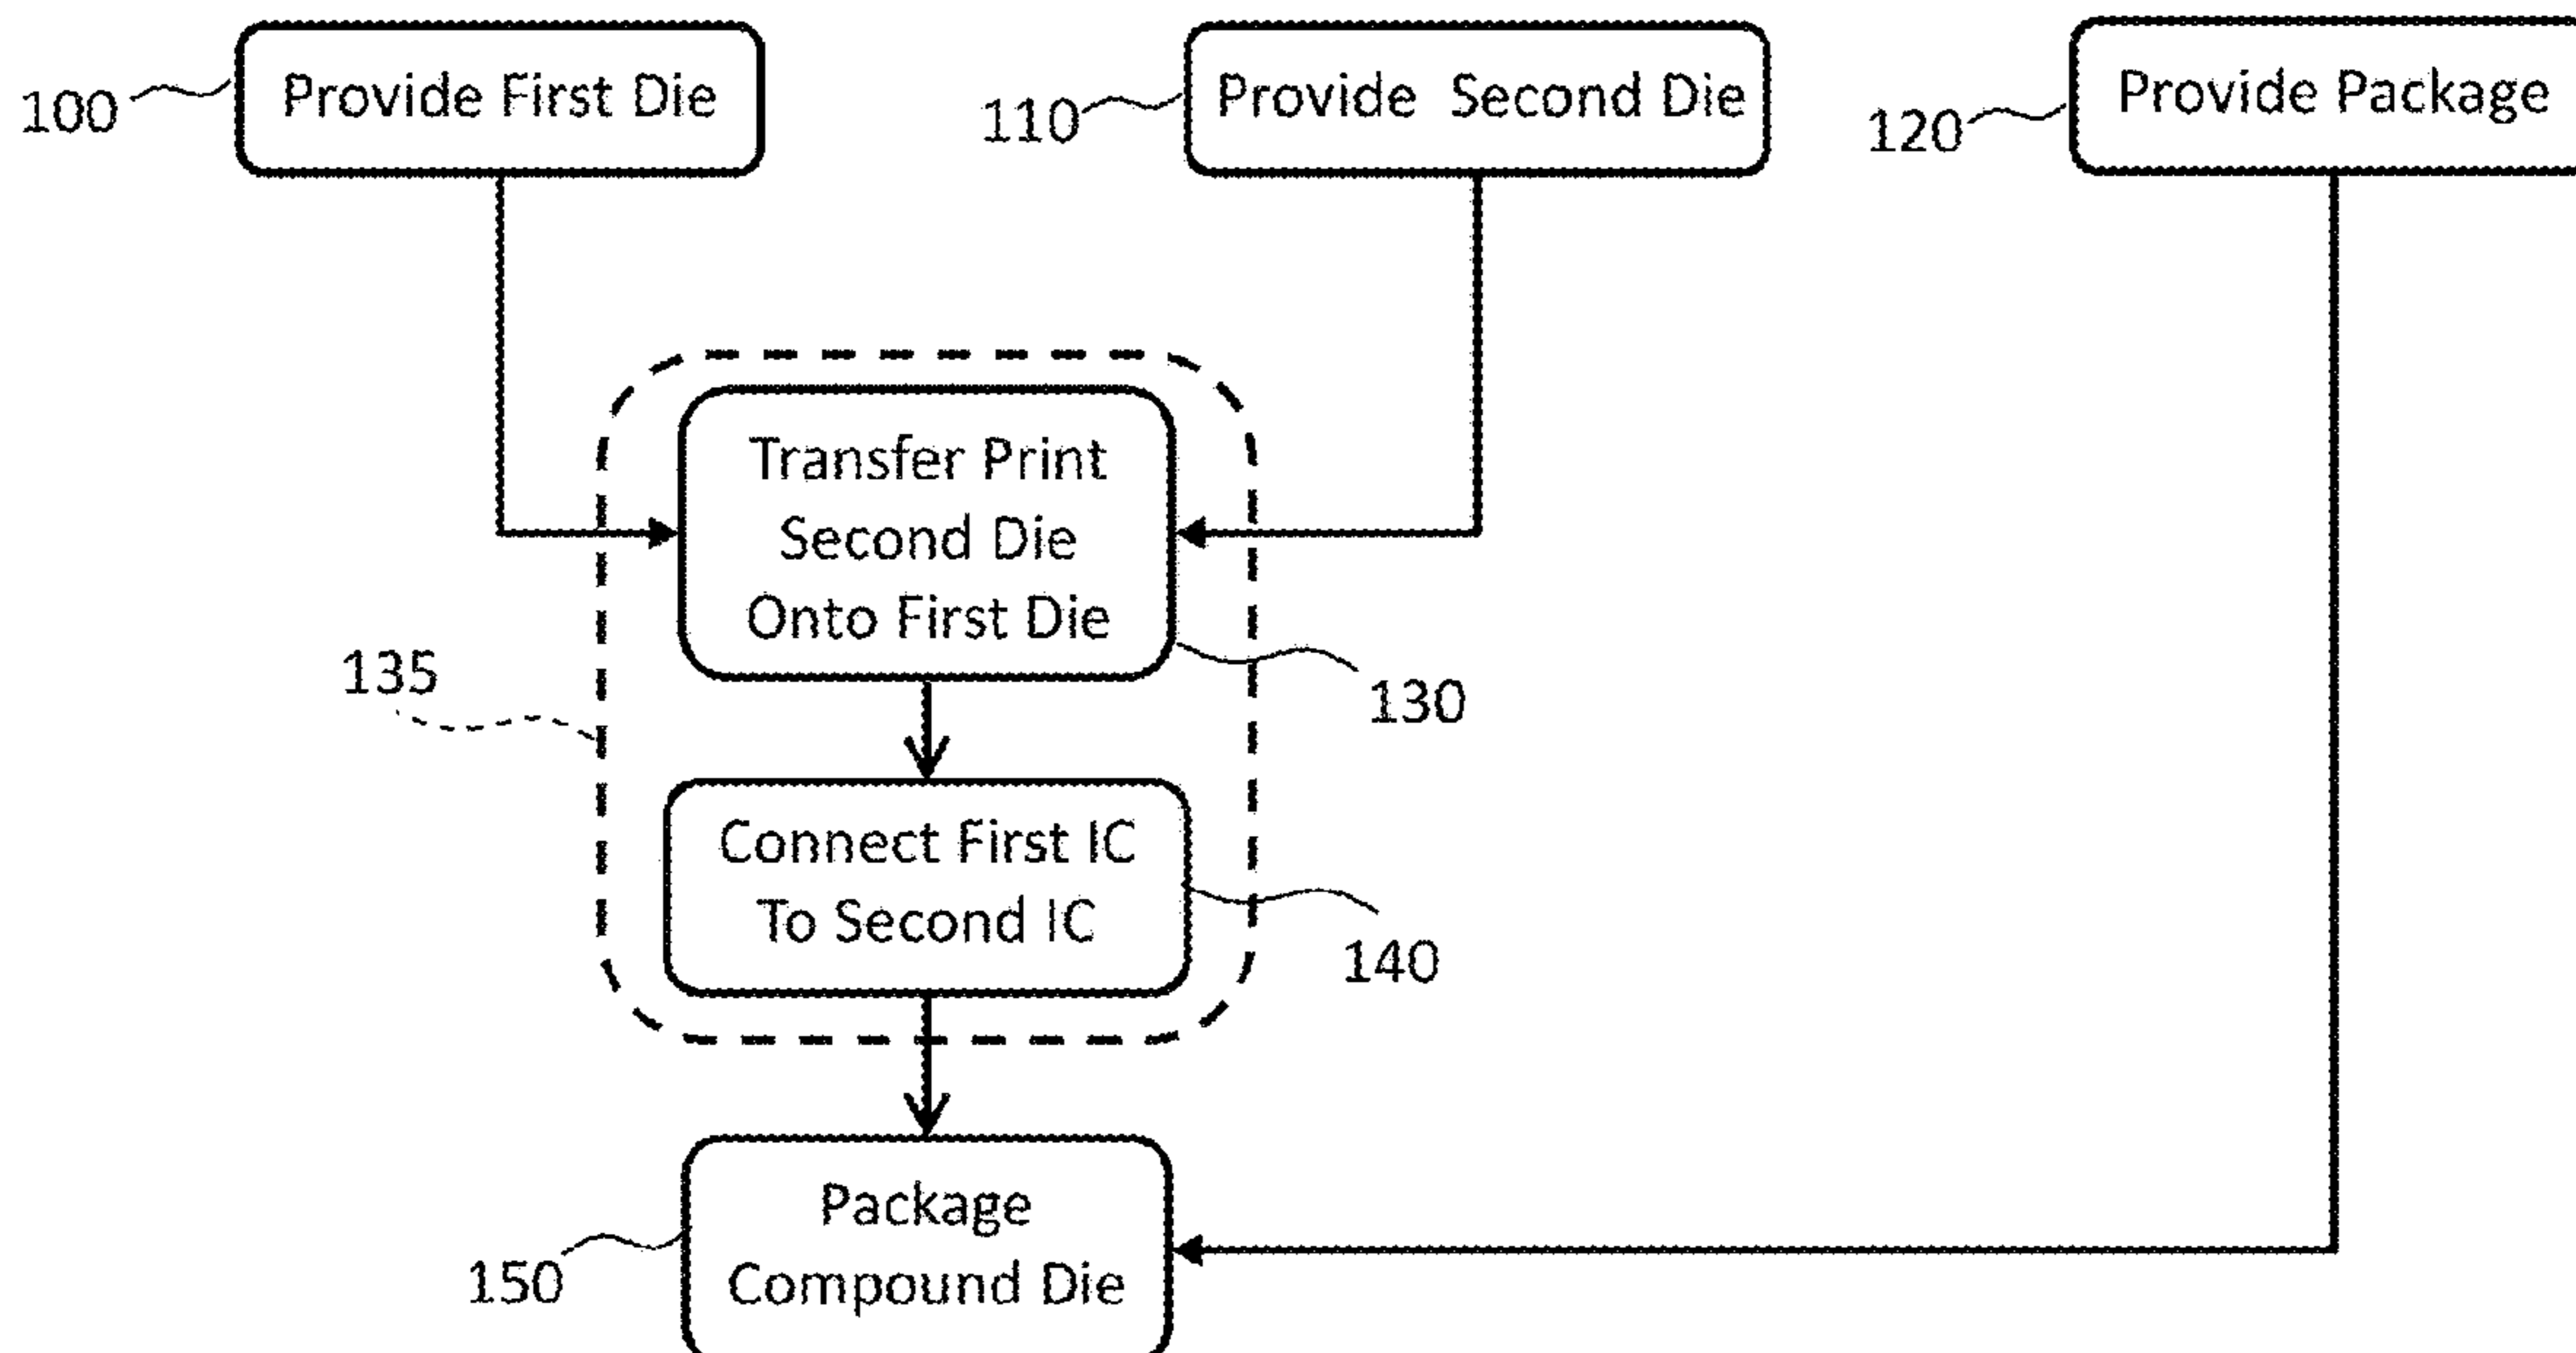 100
Provide First Die
110
Provide Second Die
120
Provide Package
Transfer Print
Second Die
Onto First Die
130
135
Connect First IC
To Second IC
140
Package
Compound Die
150